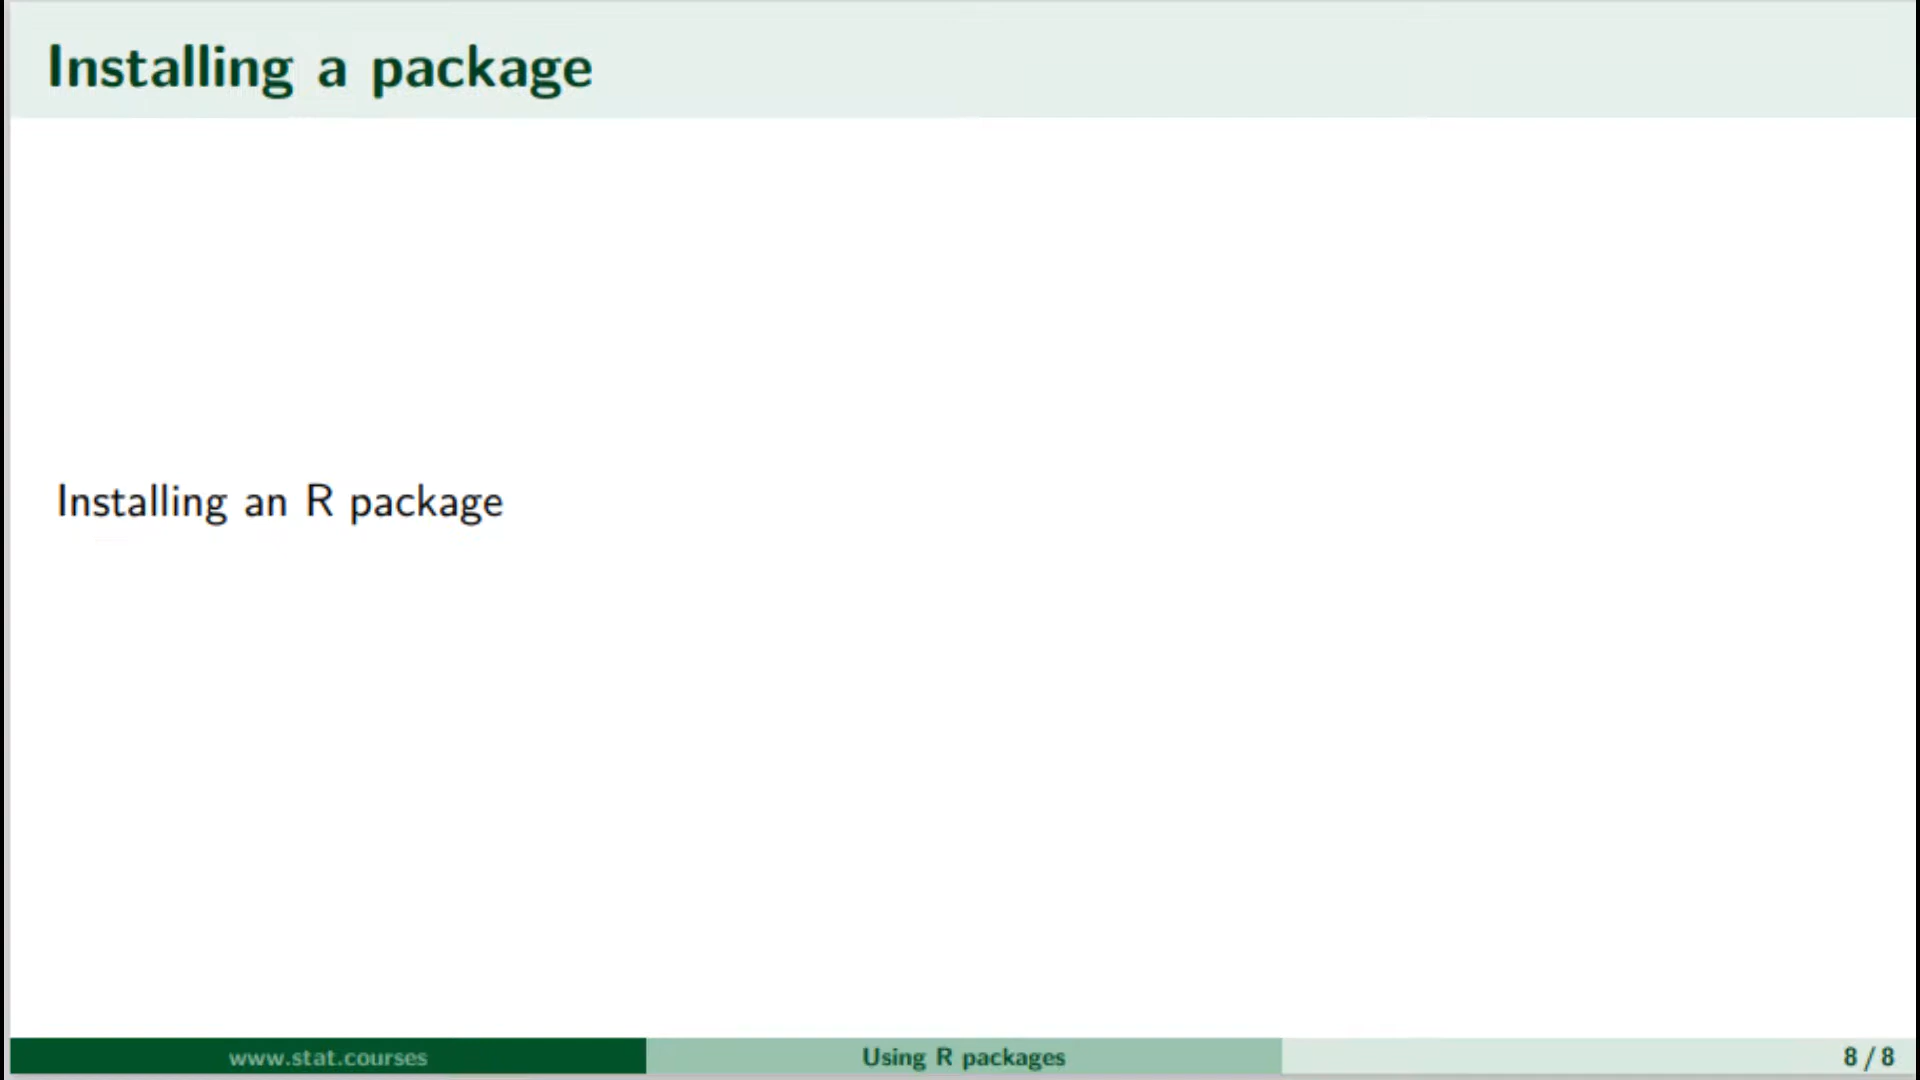 Installing a package
Installing an R package
www.stat.courses
Using R packages
8 / 8